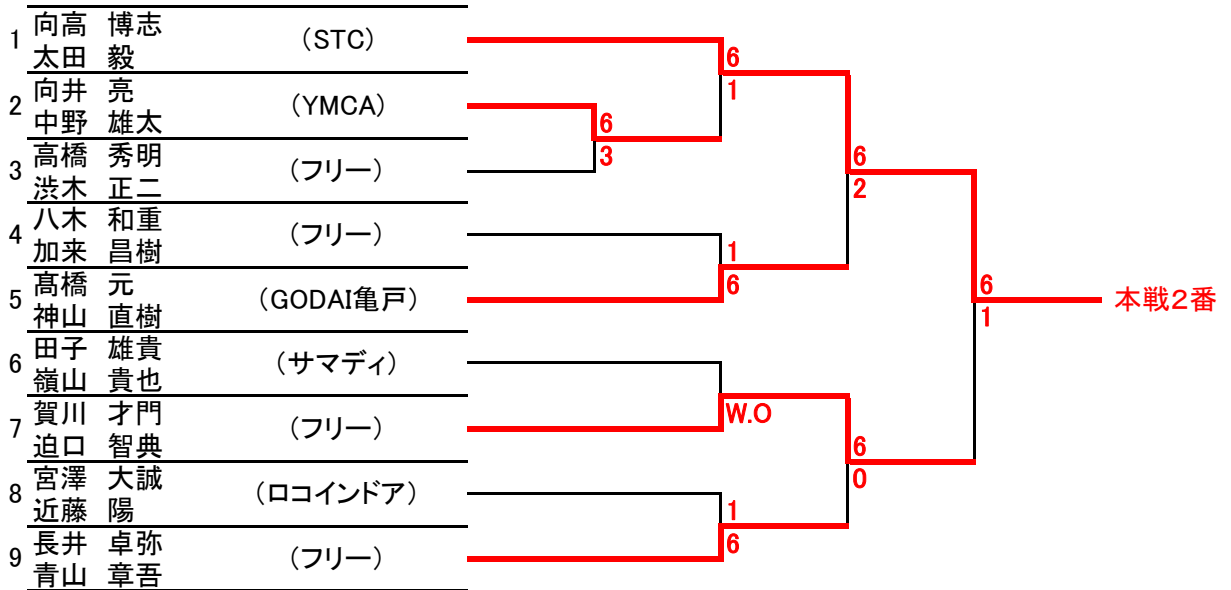 1 向高 博志 (STC)
太田 毅
2 向井 亮 (YMCA)
中野 雄太
3 高橋 秀明 (フリー)
渋木 正二
4 八木 和重 (フリー)
加来 昌樹
5 髙橋 元 (GODAI亀戸)
神山 直樹
6 田子 雄貴 (サマディ)
嶺山 貴也
7 賀川 才門 (フリー)
迫口 智典
8 宮澤 大誠 (ロコインドア)
近藤 陽
9 長井 卓弥 (フリー)
青山 章吾
6
3
6
1
1
6
W.O
1
6
6
2
6
0
6
1
本戦2番